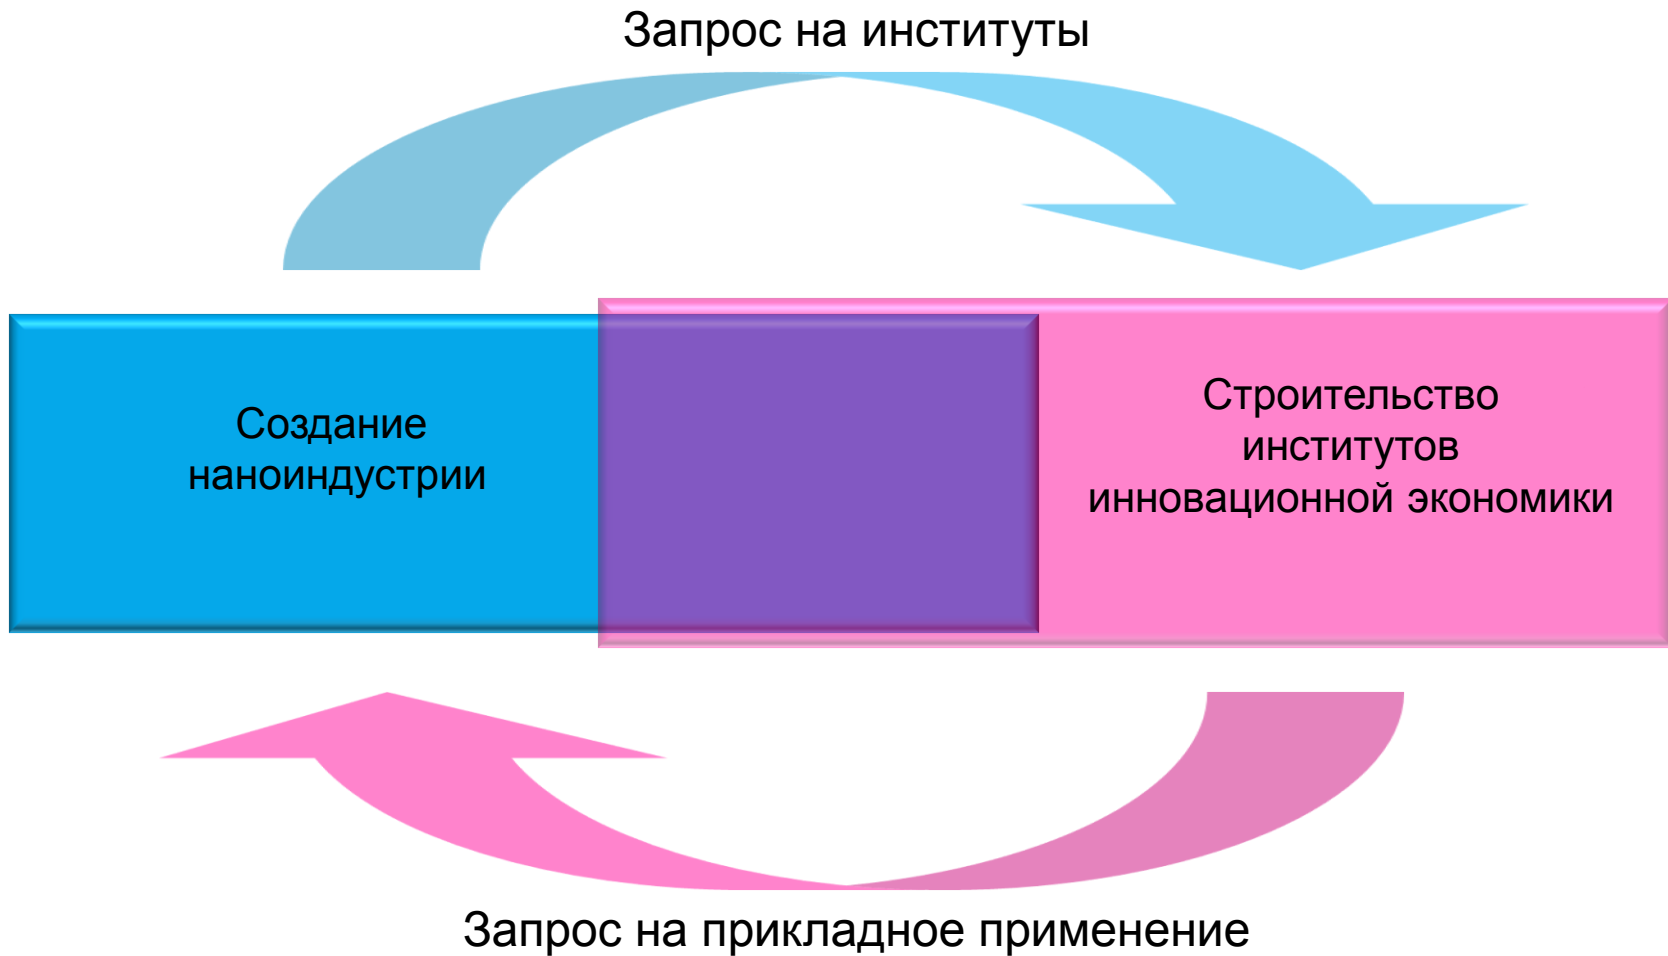 Запрос на институты
Создание
наноиндустрии
Строительство
институтов
инновационной экономики
Запрос на прикладное применение